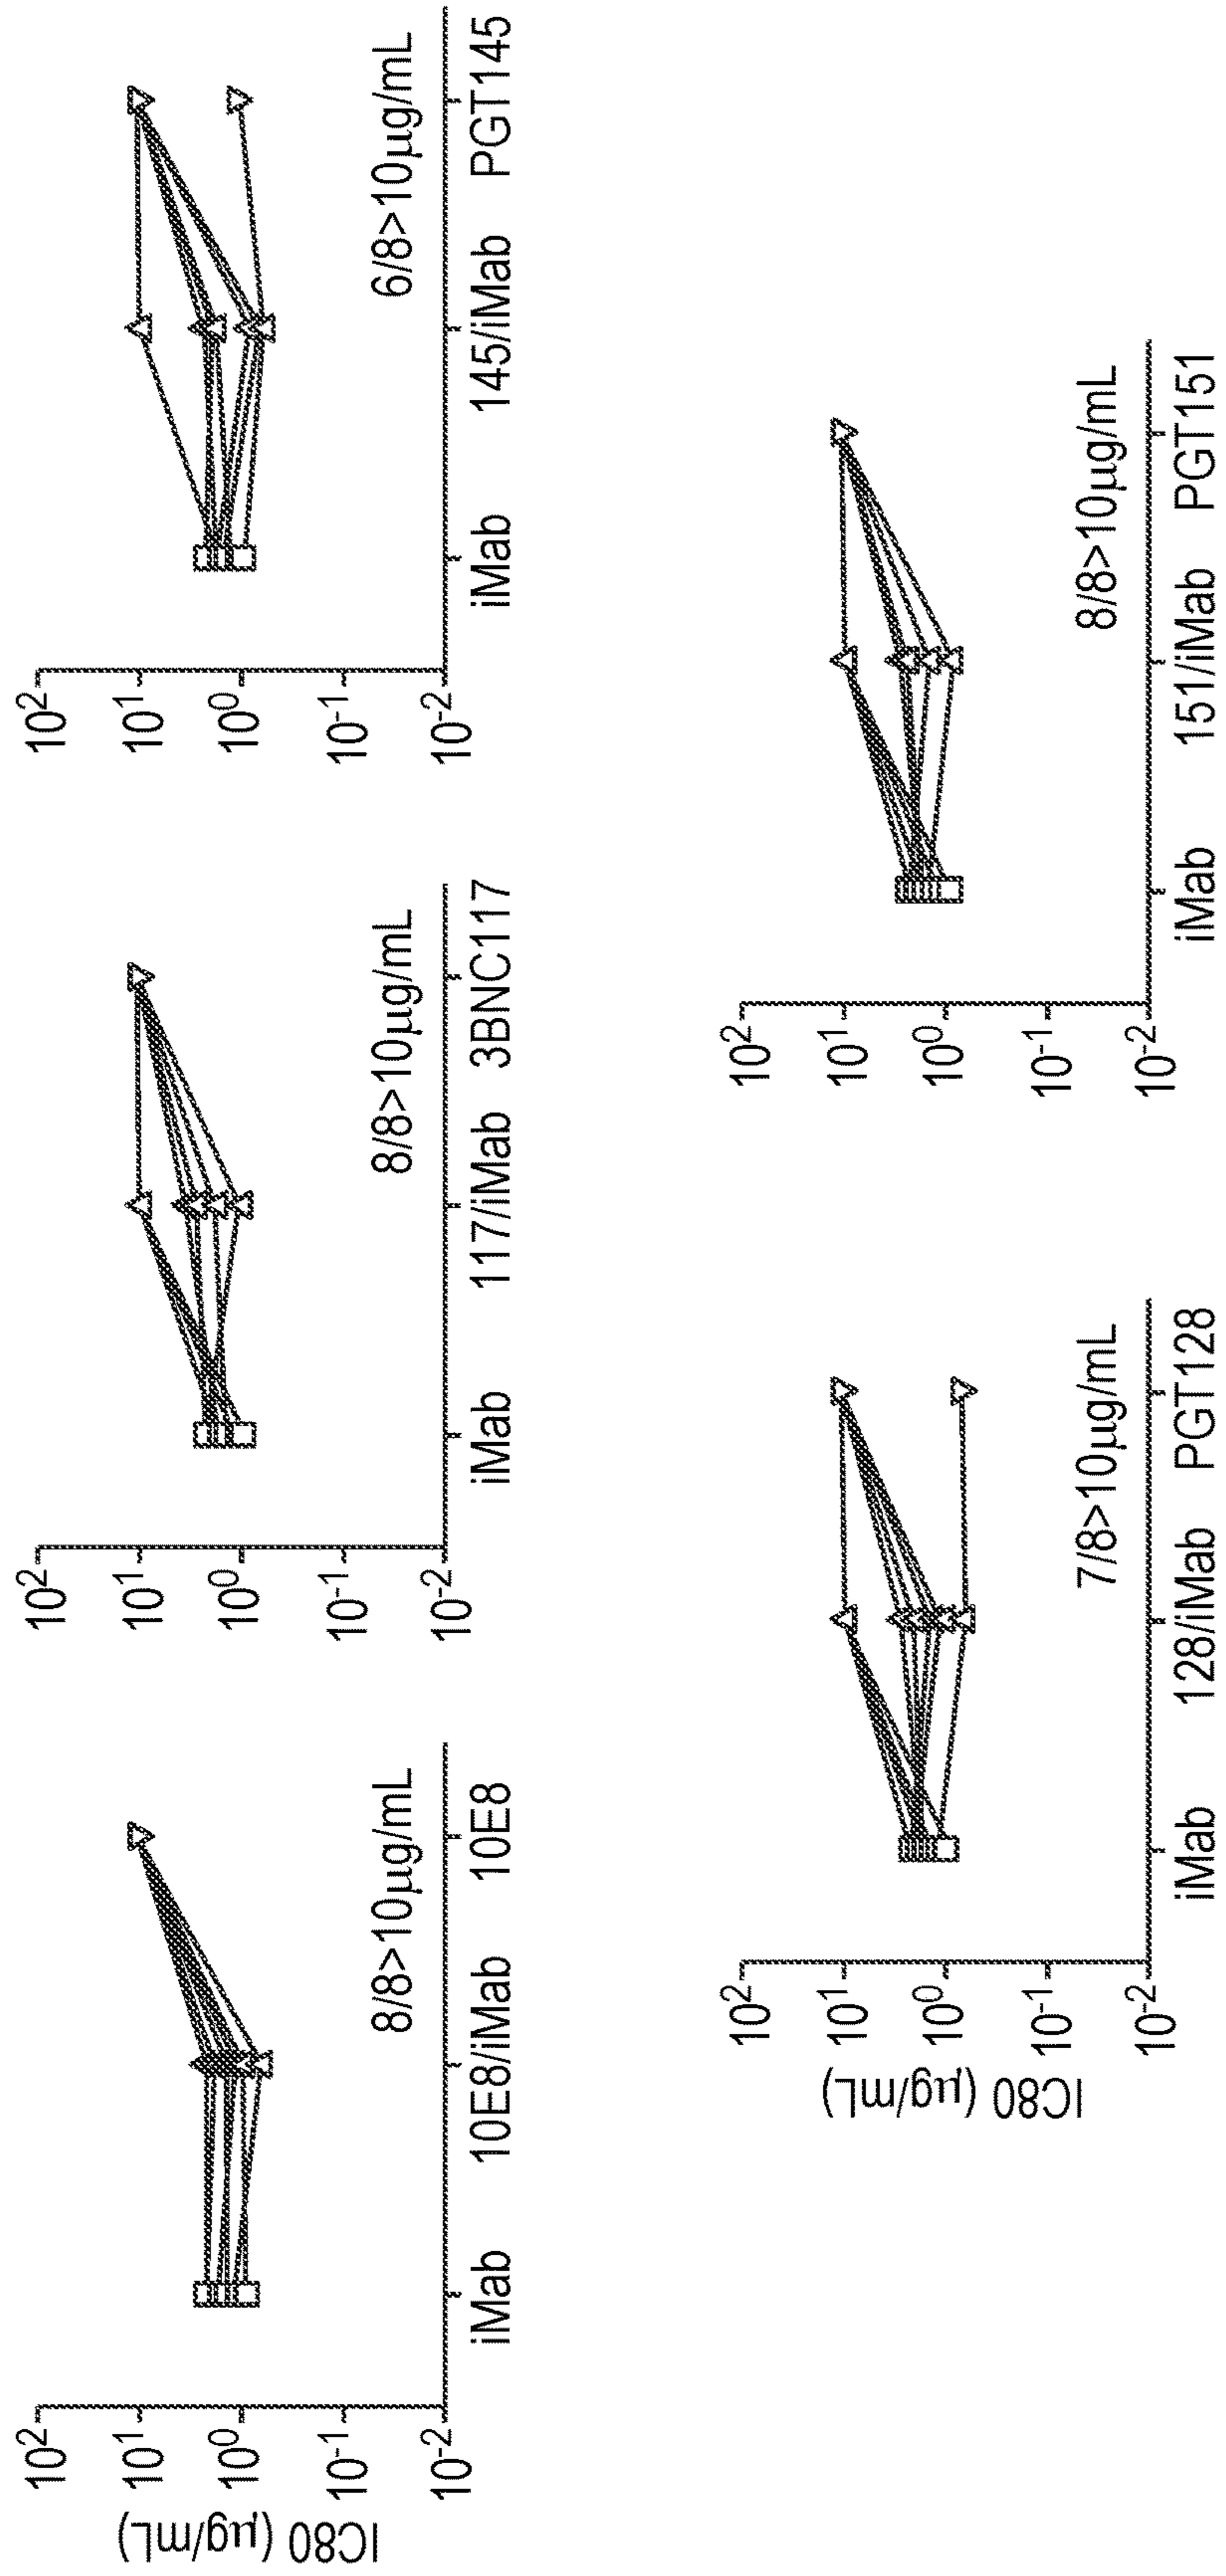 IC80 (µg/mL)
10²
10¹
10⁰
10⁻¹
10⁻²
8/8>10µg/mL
iMab 10E8/iMab 10E8
10²
10¹
10⁰
10⁻¹
10⁻²
8/8>10µg/mL
iMab 117/iMab 3BNC117
10²
10¹
10⁰
10⁻¹
10⁻²
6/8>10µg/mL
iMab 145/iMab PGT145
IC80 (µg/mL)
10²
10¹
10⁰
10⁻¹
10⁻²
7/8>10µg/mL
iMab 128/iMab PGT128
10²
10¹
10⁰
10⁻¹
10⁻²
8/8>10µg/mL
iMab 151/iMab PGT151